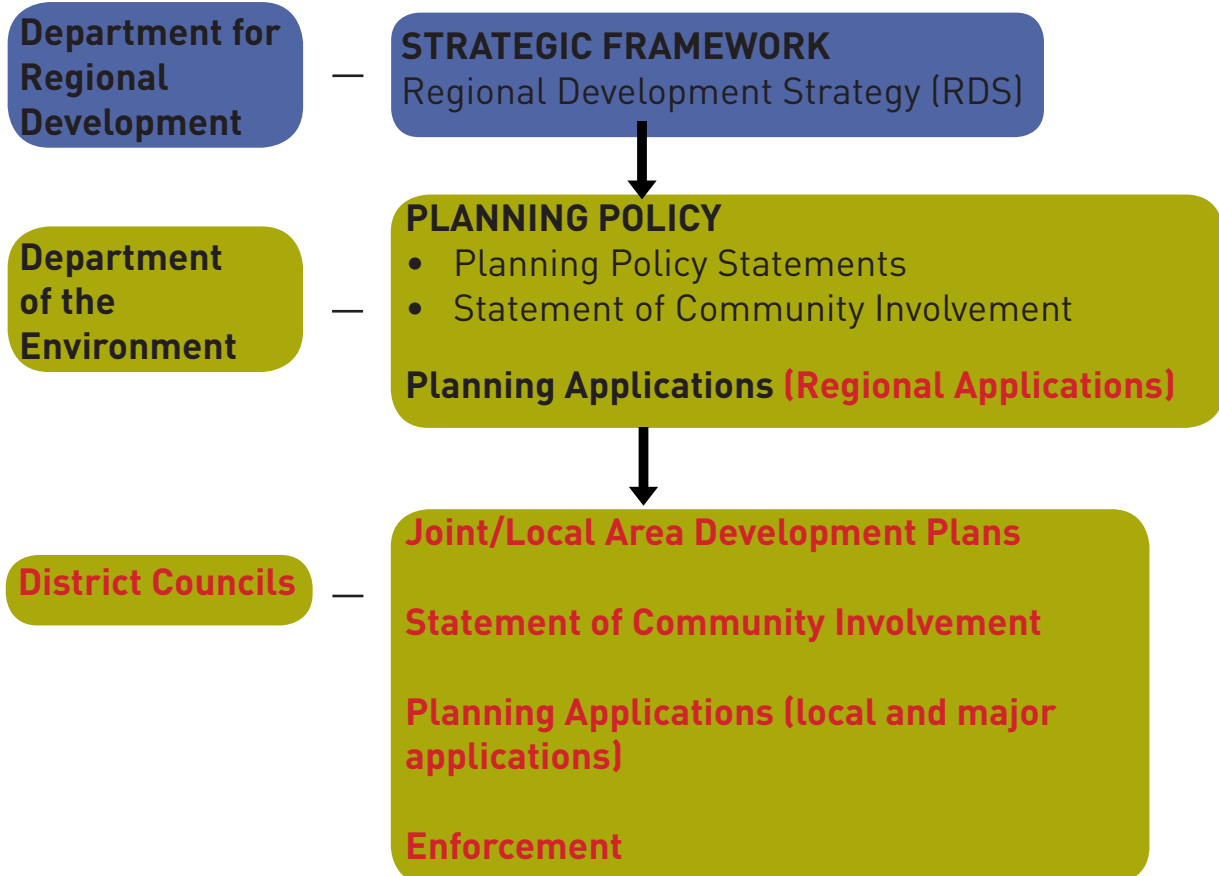 Department for
Regional
Development
—
STRATEGIC FRAMEWORK
Regional Development Strategy (RDS)
Department
of the
Environment
—
PLANNING POLICY
• Planning Policy Statements
• Statement of Community Involvement
Planning Applications (Regional Applications)
District Councils
—
Joint/Local Area Development Plans
Statement of Community Involvement
Planning Applications (local and major
applications)
Enforcement